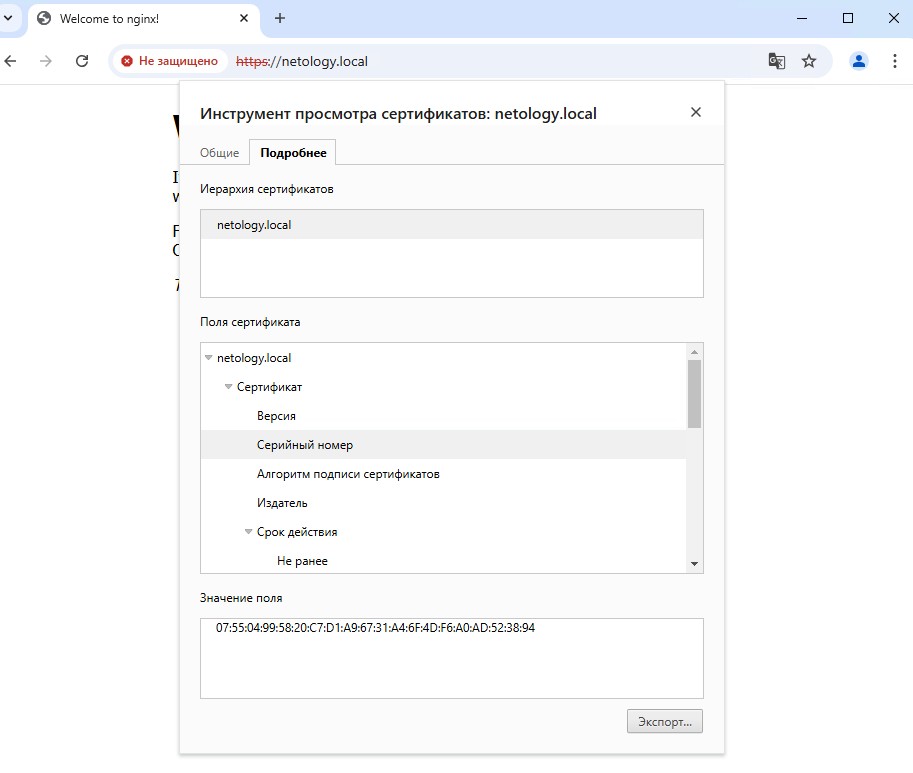 Welcome to nginx!
Не защищено https://netology.local
Инструмент просмотра сертификатов: netology.local
Общие Подробнее
Иерархия сертификатов
netology.local
Поля сертификата
netology.local
Сертификат
Версия
Серийный номер
Алгоритм подписи сертификатов
Издатель
Срок действия
Не ранее
Значение поля
07:55:04:99:58:20:C7:D1:A9:67:31:A4:6F:4D:F6:A0:AD:52:38:94
Экспорт...